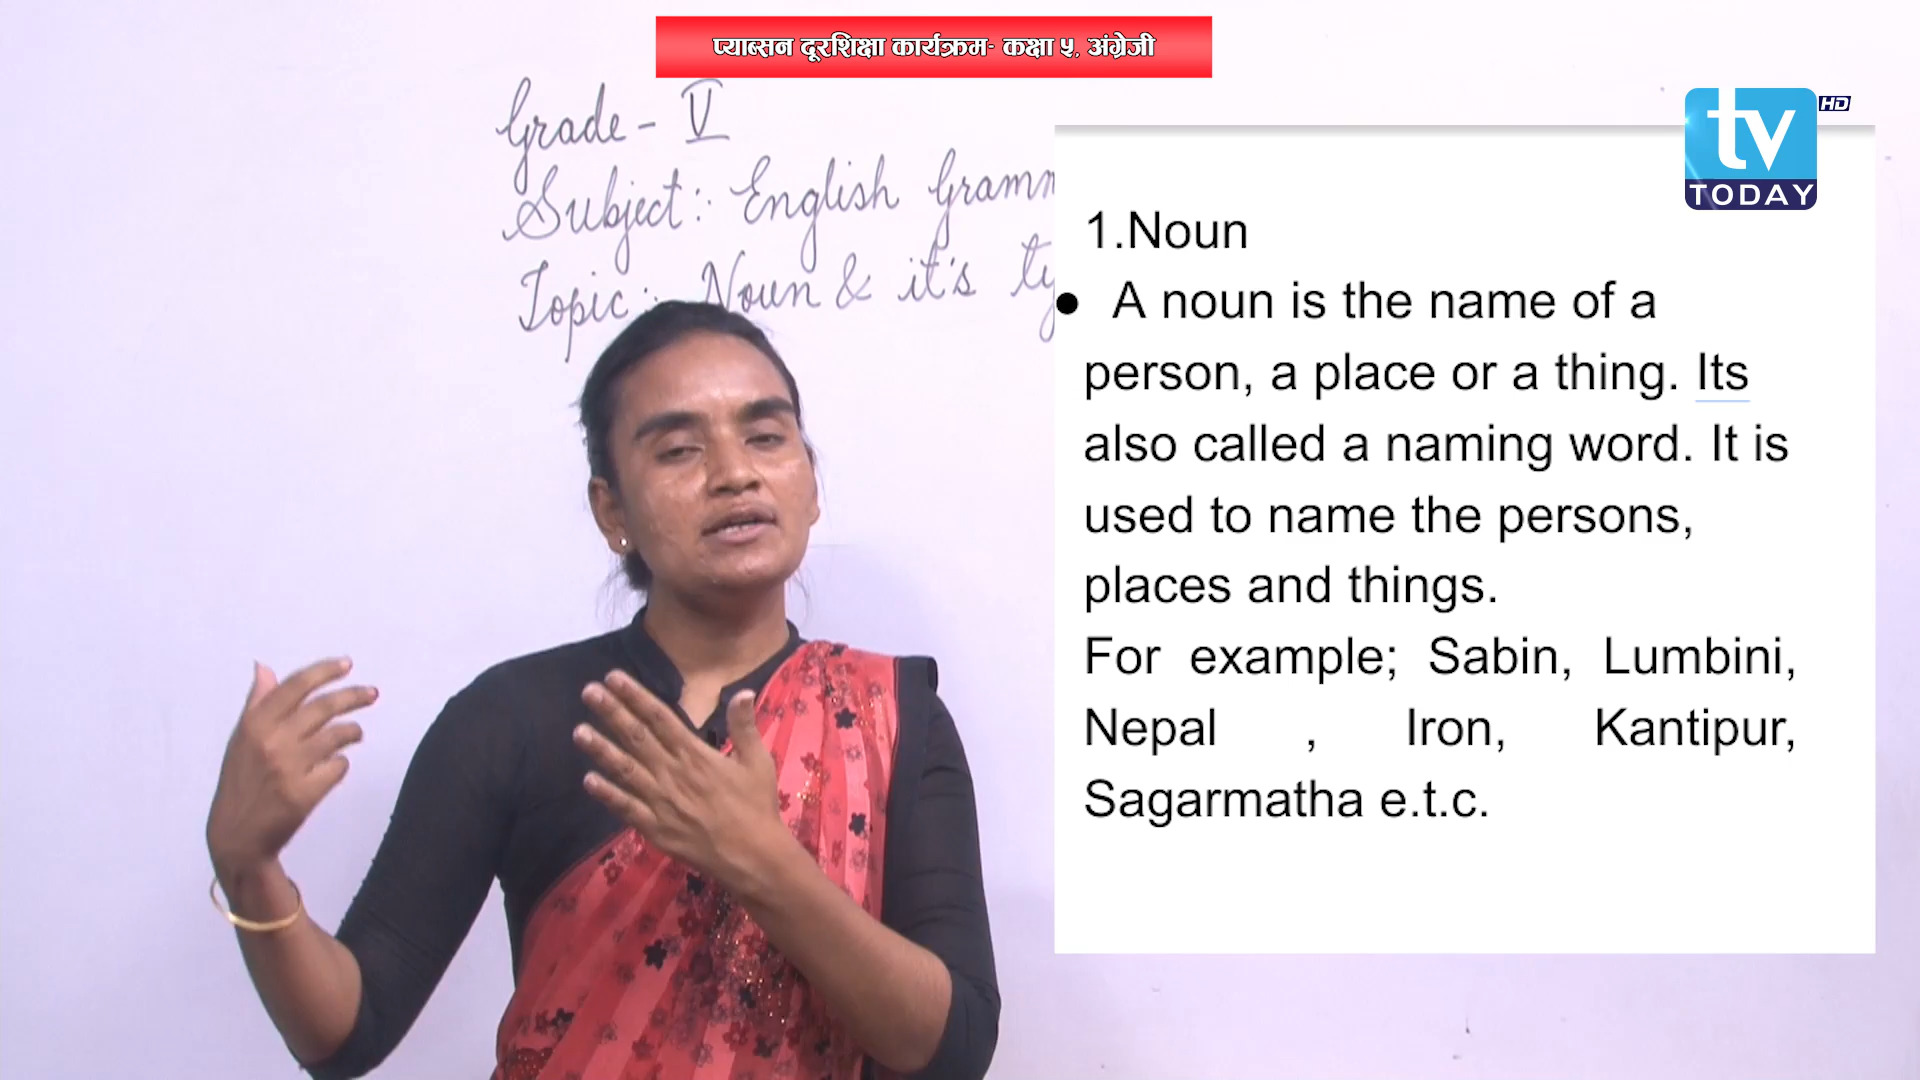 प्याब्सन दूरशिक्षा कार्यक्रम- कक्षा ५, अंग्रेजी
Grade - V
Subject:- English Gramm
Topic:- Noun & it's ty
tv HD
TODAY
1.Noun
● A noun is the name of a
person, a place or a thing. Its
also called a naming word. It is
used to name the persons,
places and things.
For example; Sabin, Lumbini,
Nepal , Iron, Kantipur,
Sagarmatha e.t.c.